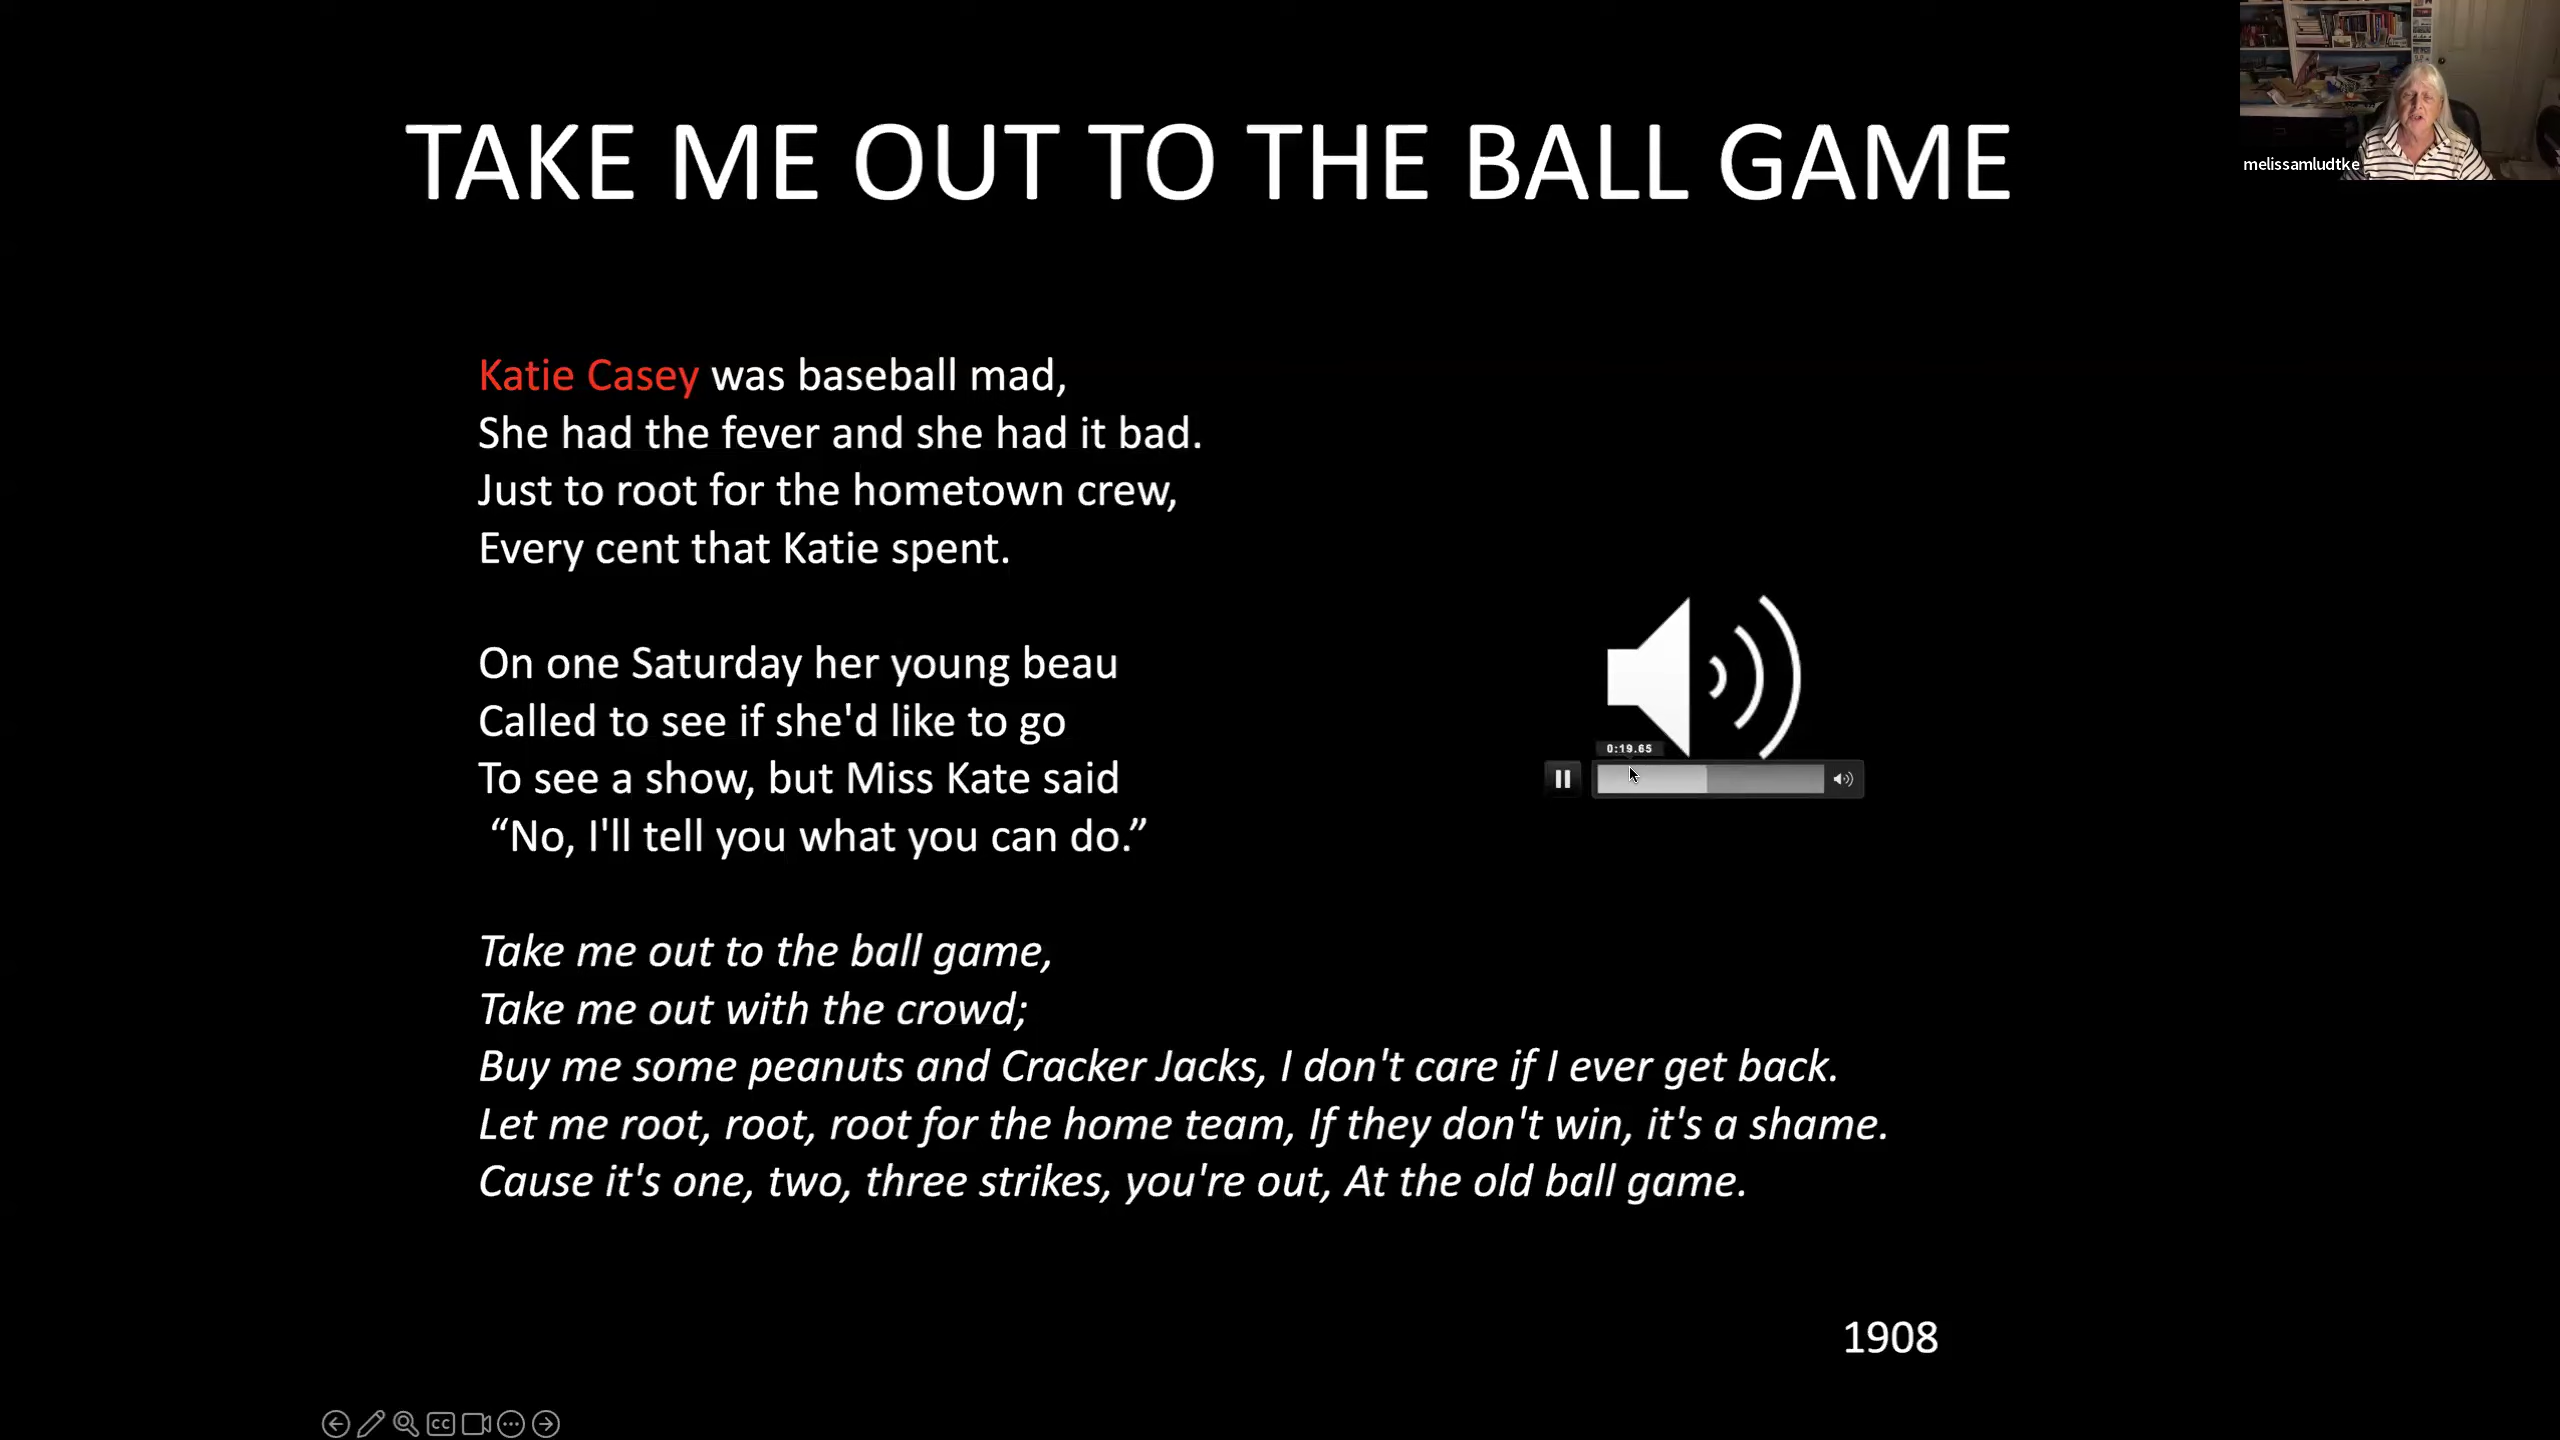 TAKE ME OUT TO THE BALL GAME
melissamludtke
Katie Casey was baseball mad,
She had the fever and she had it bad.
Just to root for the hometown crew,
Every cent that Katie spent.
On one Saturday her young beau
Called to see if she'd like to go
To see a show, but Miss Kate said
“No, I'll tell you what you can do.”
0:19.65
Take me out to the ball game,
Take me out with the crowd;
Buy me some peanuts and Cracker Jacks, I don't care if I ever get back.
Let me root, root, root for the home team, If they don't win, it's a shame.
Cause it's one, two, three strikes, you're out, At the old ball game.
1908
CC